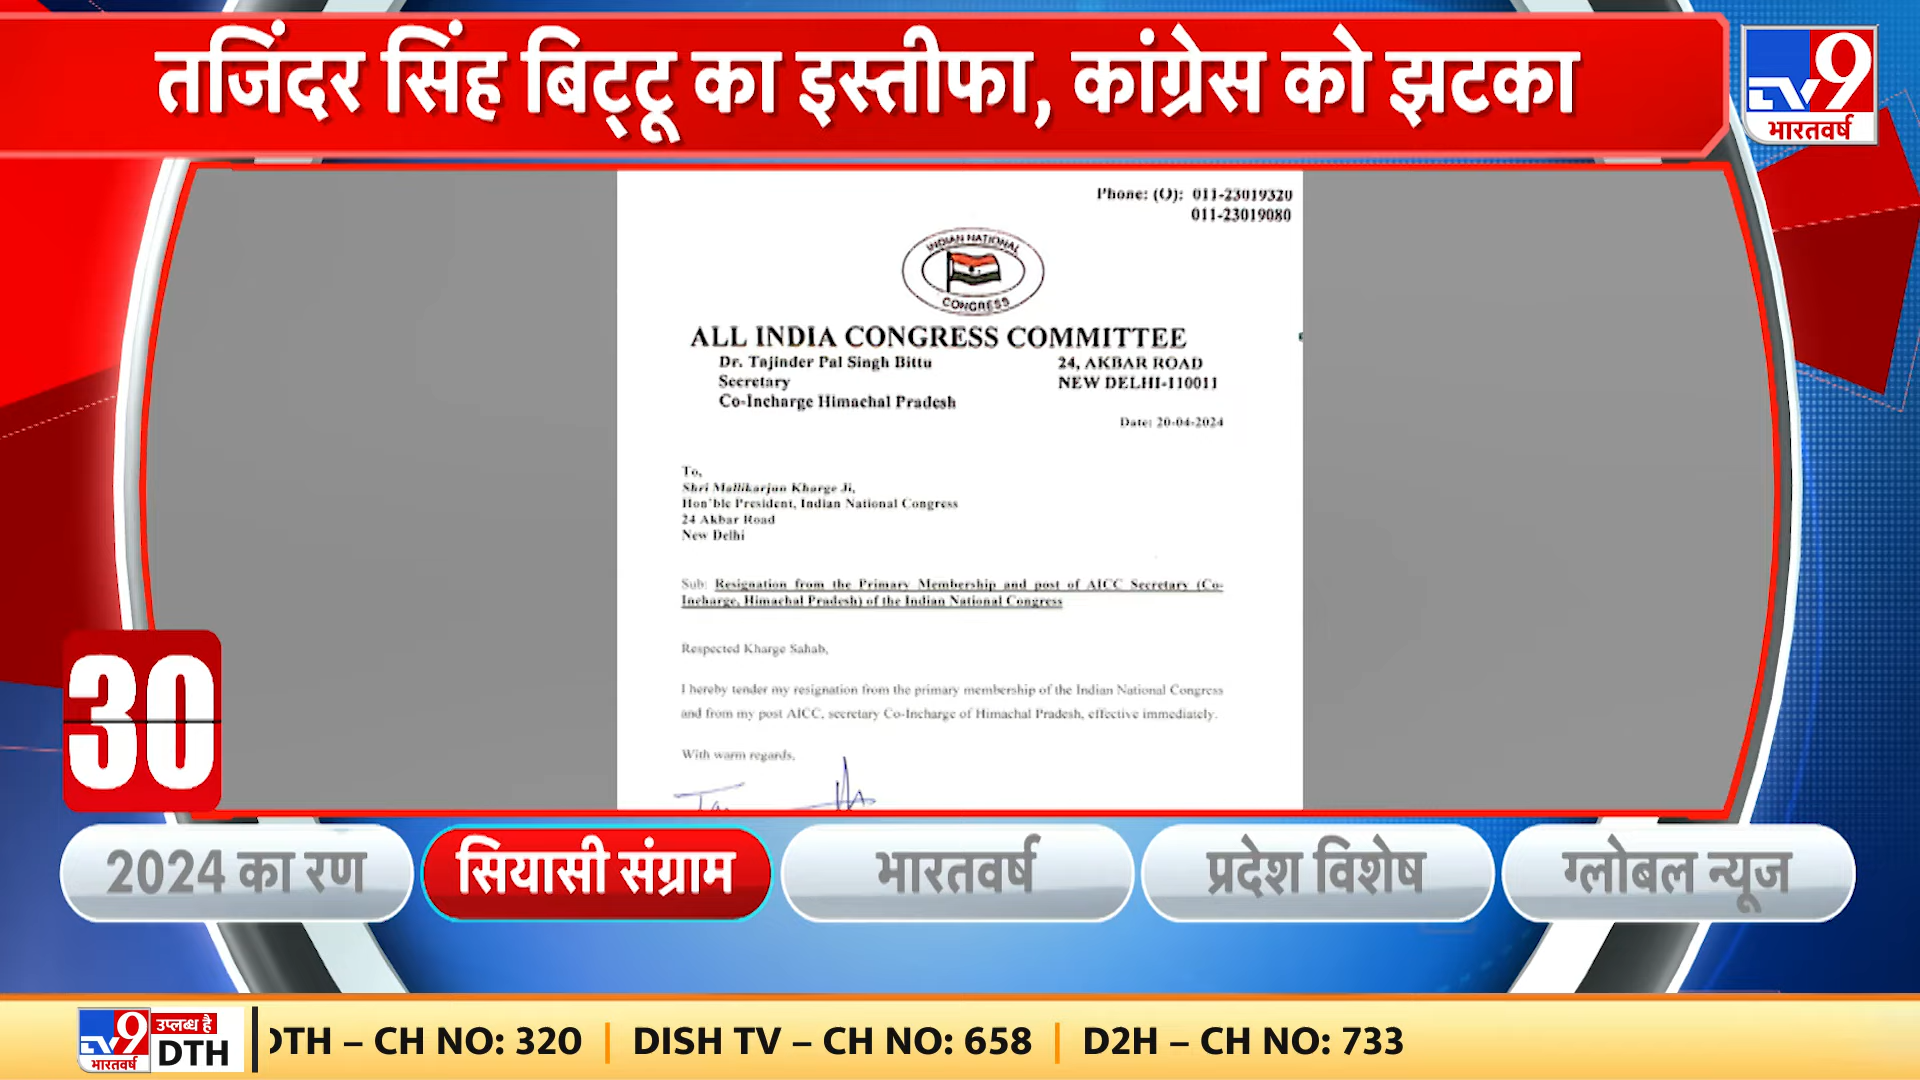 तजिंदर सिंह बिट्टू का इस्तीफा, कांग्रेस को झटका
TV9
भारतवर्ष
Phone: (O): 011-23019320
011-23019080
INDIAN NATIONAL
CONGRESS
ALL INDIA CONGRESS COMMITTEE
Dr. Tajinder Pal Singh Bittu
24, AKBAR ROAD
Secretary
NEW DELHI-110011
Co-Incharge Himachal Pradesh
Date: 20-04-2024
To,
Shri Mallikarjun Kharge Ji,
Hon'ble President, Indian National Congress
24 Akbar Road
New Delhi
Sub: Resignation from the Primary Membership and post of AICC Secretary (Co-
Incharge, Himachal Pradesh) of the Indian National Congress
Respected Kharge Sahab,
I hereby tender my resignation from the primary membership of the Indian National Congress
and from my post AICC, secretary Co-Incharge of Himachal Pradesh, effective immediately.
With warm regards,
30
2024 का रण
सियासी संग्राम
भारतवर्ष
प्रदेश विशेष
ग्लोबल न्यूज
TV9
भारतवर्ष
उपलब्ध है
DTH
DTH – CH NO: 320 | DISH TV – CH NO: 658 | D2H – CH NO: 733